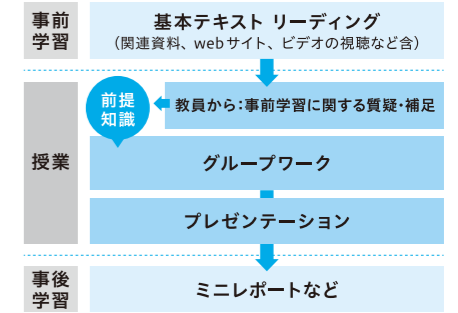 事前
学習
基本テキスト リーディング
（関連資料、webサイト、ビデオの視聴など含）
授業
前提
知識
教員から：事前学習に関する質疑・補足
グループワーク
プレゼンテーション
事後
学習
ミニレポートなど